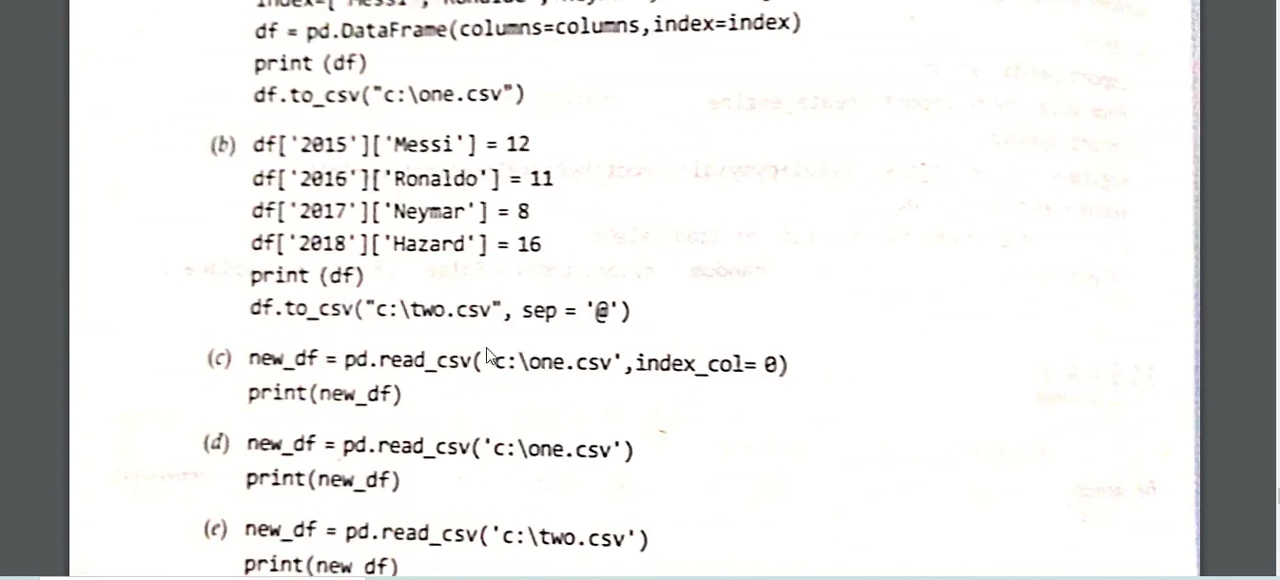 df = pd.DataFrame(columns=columns,index=index)
print (df)
df.to_csv("c:\one.csv")
(b) df['2015']['Messi'] = 12
df['2016']['Ronaldo'] = 11
df['2017']['Neymar'] = 8
df['2018']['Hazard'] = 16
print (df)
df.to_csv("c:\two.csv", sep = '@')
(c) new_df = pd.read_csv('c:\one.csv',index_col= 0)
print(new_df)
(d) new_df = pd.read_csv('c:\one.csv')
print(new_df)
(e) new_df = pd.read_csv('c:\two.csv')
print(new_df)